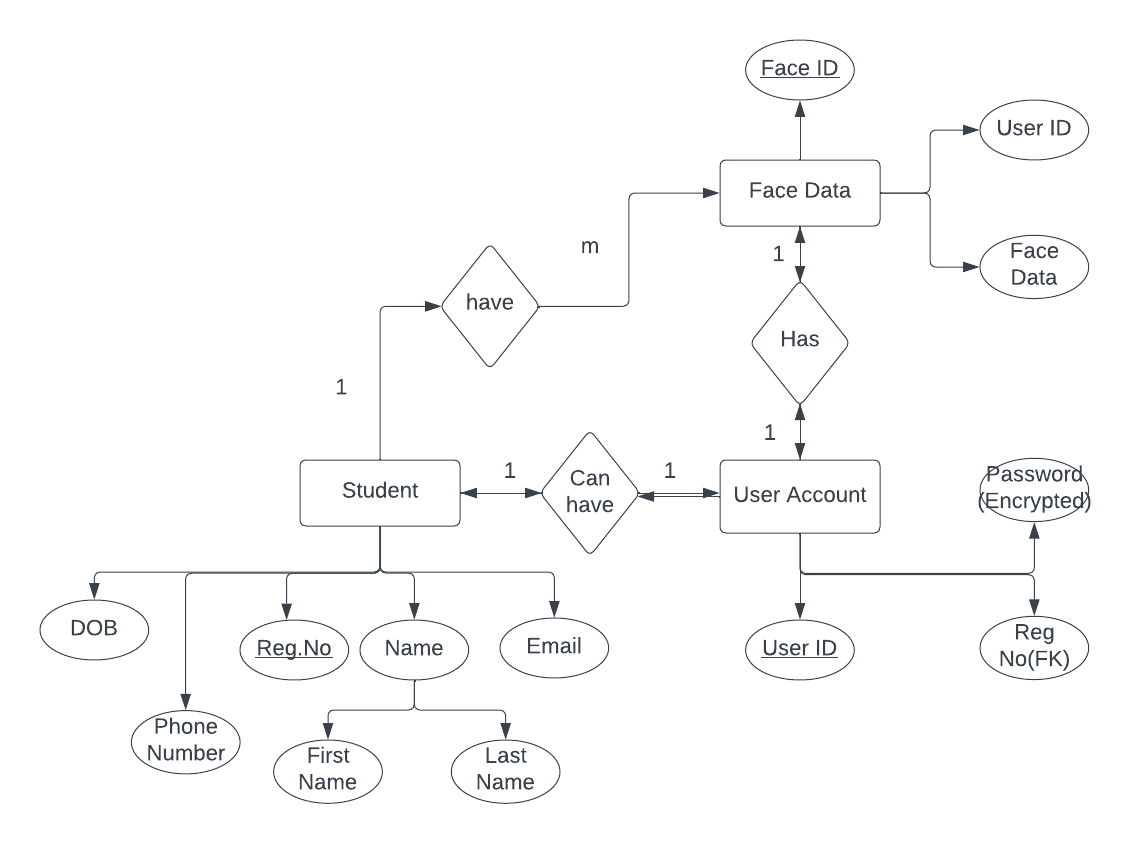 Face ID
User ID
Face Data
Face
Data
m
1
have
Has
1
1
Student
1
Can
have
1
User Account
Password
(Encrypted)
DOB
Reg.No
Name
Email
User ID
Reg
No(FK)
Phone
Number
First
Name
Last
Name